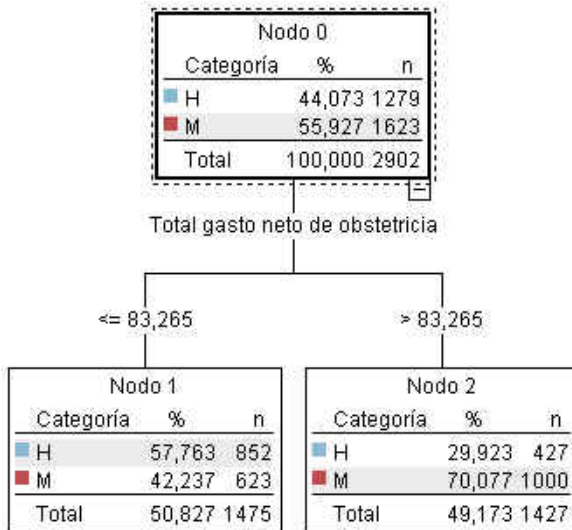 Nodo 0
Categoría % n
H 44,073 1279
M 55,927 1623
Total 100,000 2902
Total gasto neto de obstetricia
<= 83,265
> 83,265
Nodo 1
Categoría % n
H 57,763 852
M 42,237 623
Total 50,827 1475
Nodo 2
Categoría % n
H 29,923 427
M 70,077 1000
Total 49,173 1427